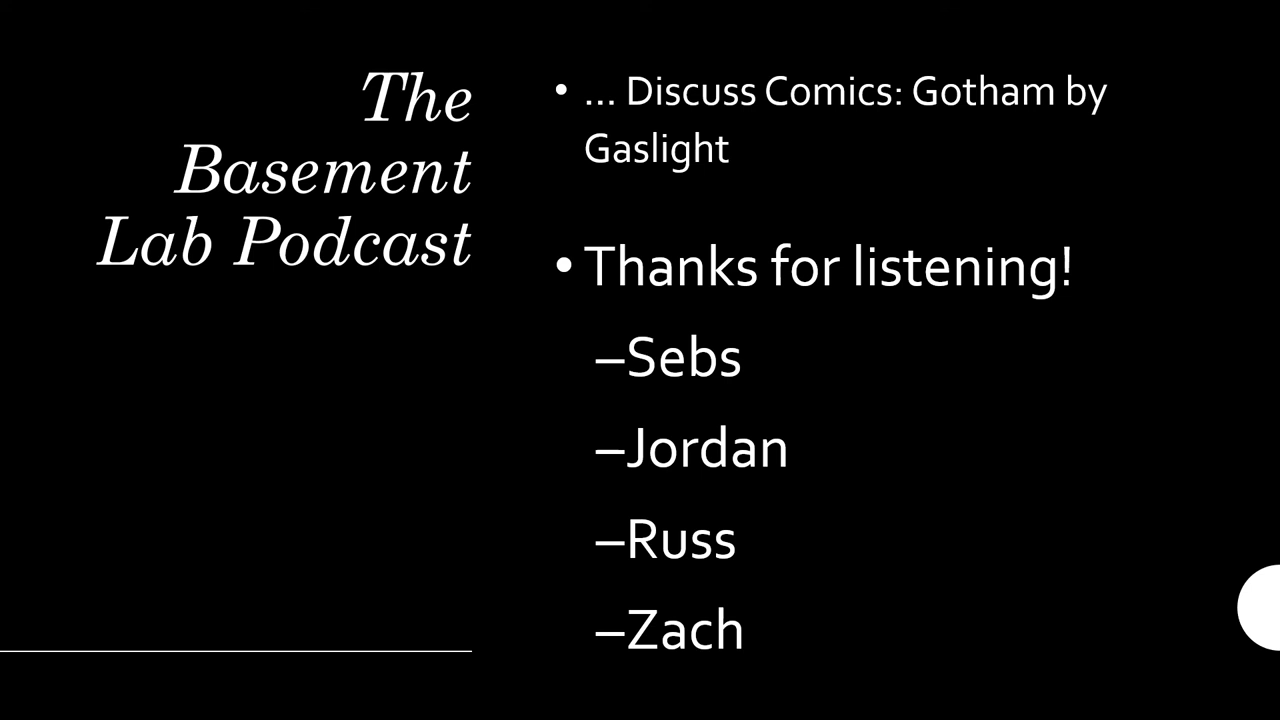 The
Basement
Lab Podcast
• ... Discuss Comics: Gotham by
Gaslight
• Thanks for listening!
–Sebs
–Jordan
–Russ
–Zach